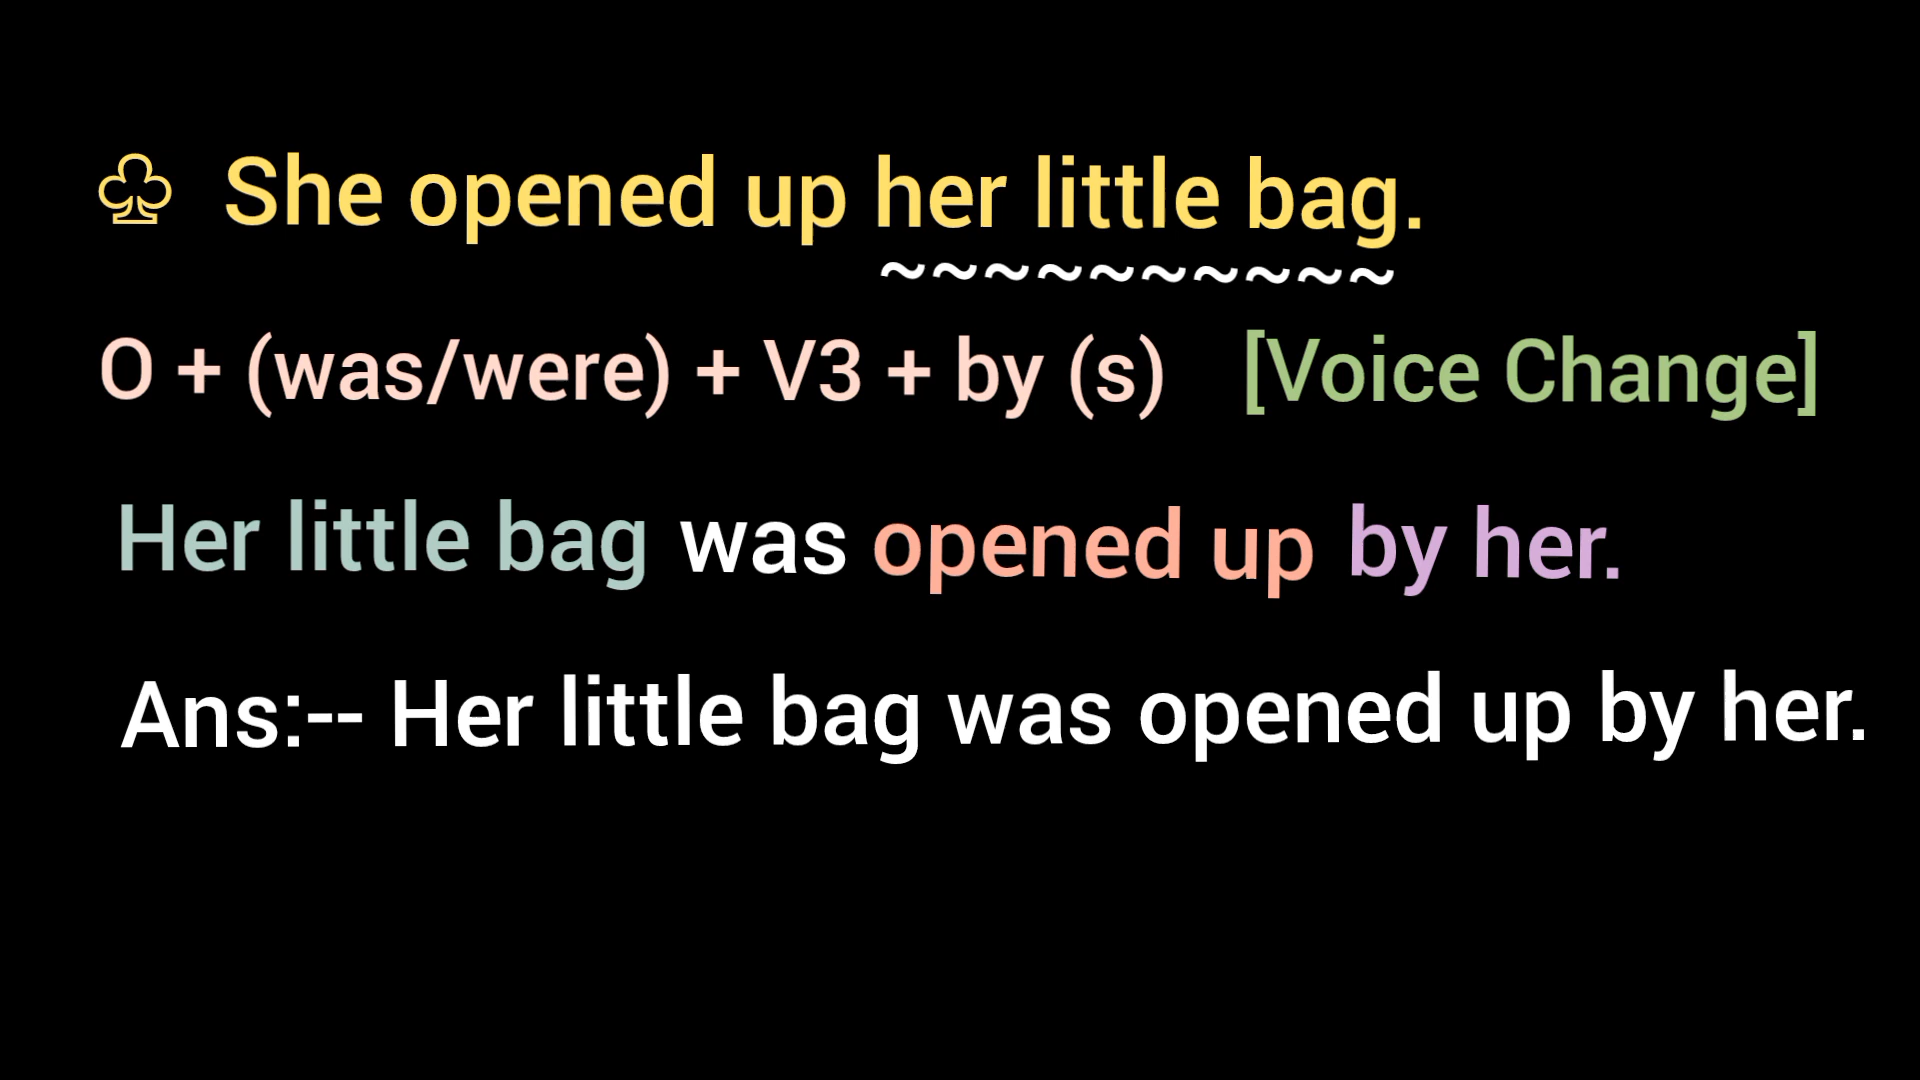 ♧ She opened up her little bag.
~~~~~~~~~~
O + (was/were) + V3 + by (s) [Voice Change]
Her little bag was opened up by her.
Ans:-- Her little bag was opened up by her.